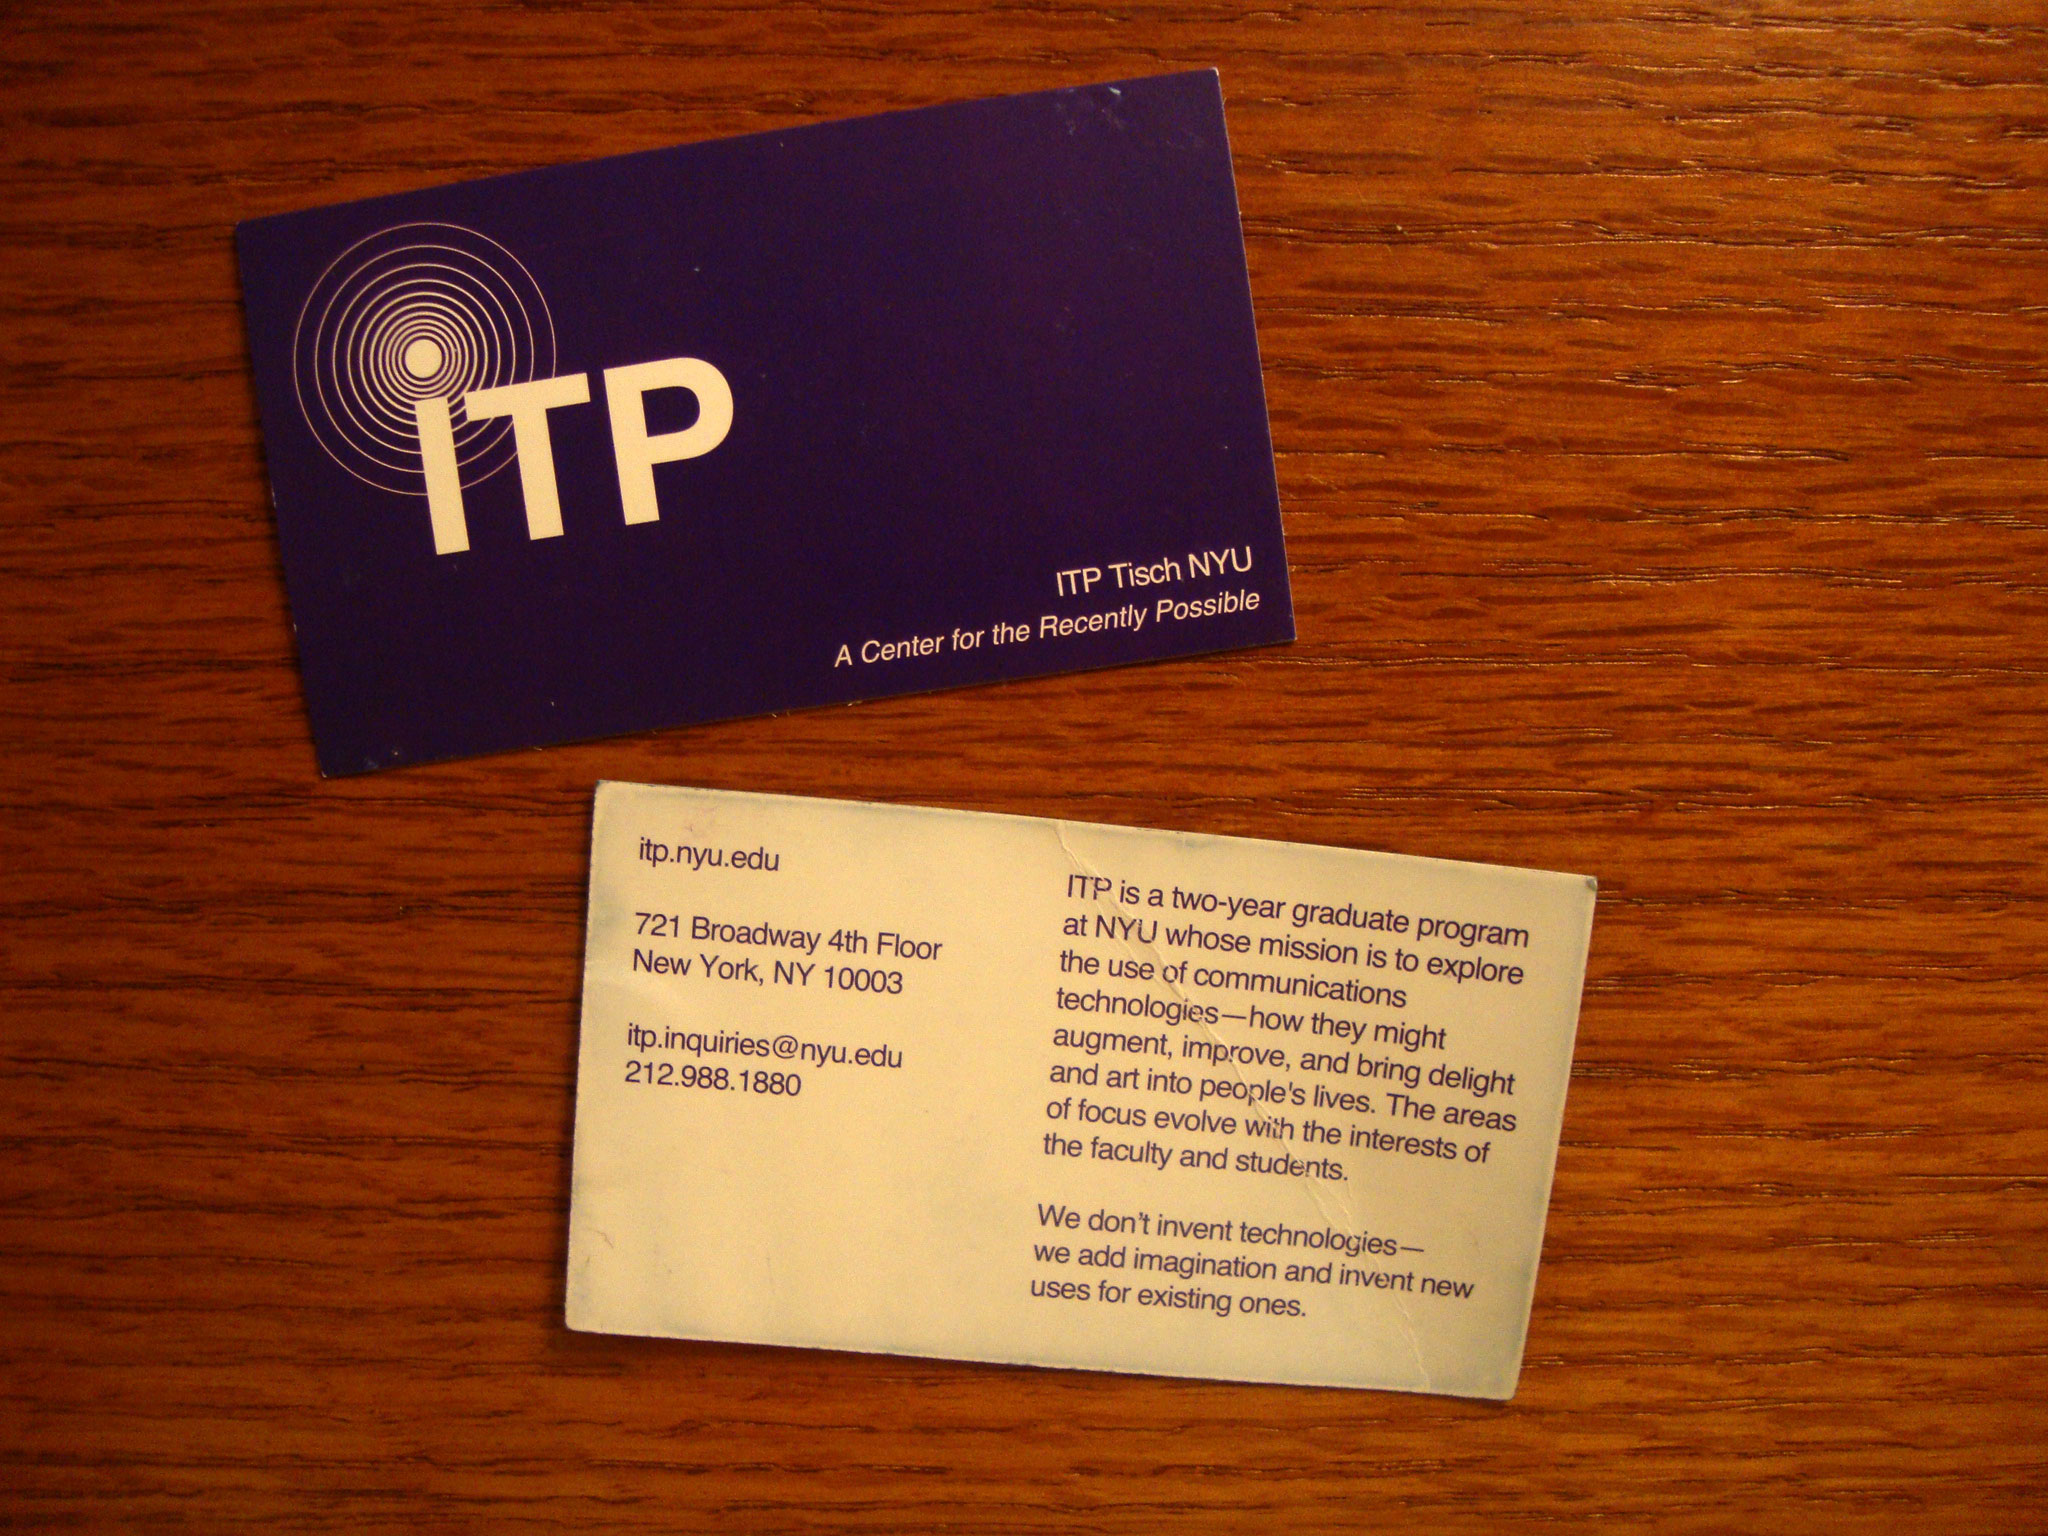 ITP
ITP Tisch NYU
A Center for the Recently Possible
itp.nyu.edu
721 Broadway 4th Floor
New York, NY 10003
itp.inquiries@nyu.edu
212.988.1880
ITP is a two-year graduate program
at NYU whose mission is to explore
the use of communications
technologies—how they might
augment, improve, and bring delight
and art into people's lives. The areas
of focus evolve with the interests of
the faculty and students.
We don't invent technologies—
we add imagination and invent new
uses for existing ones.